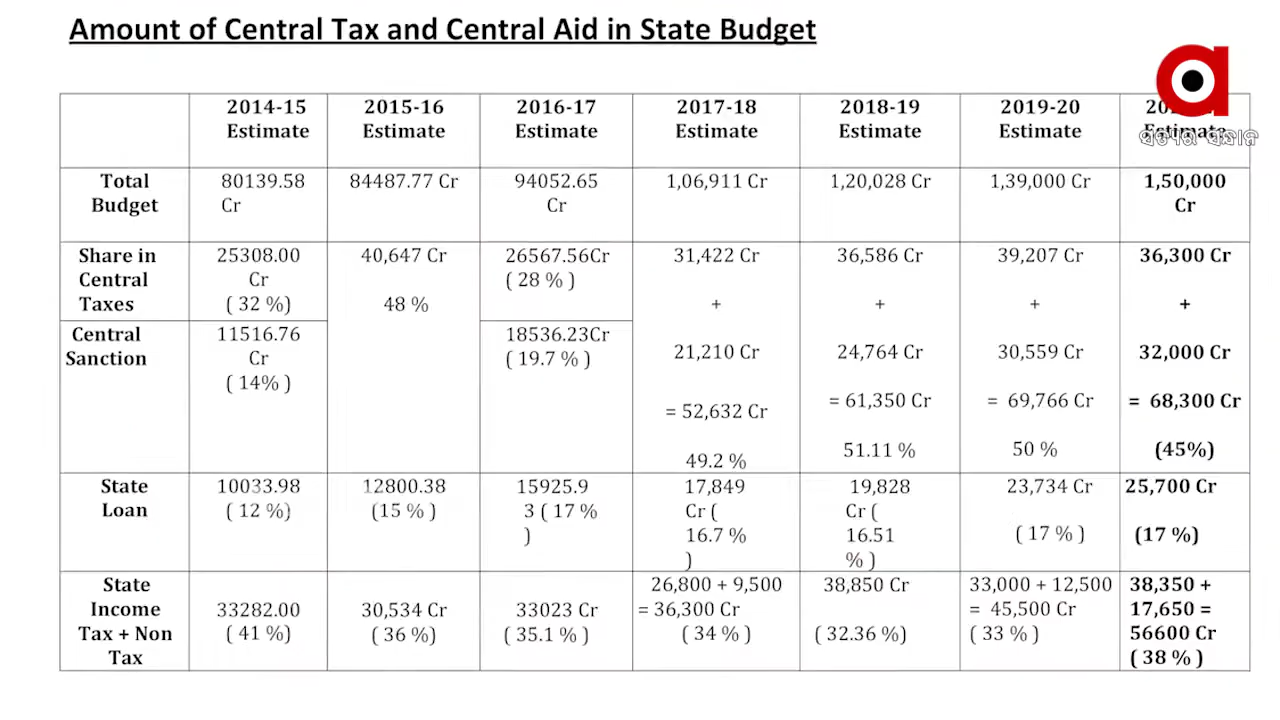 Amount of Central Tax and Central Aid in State Budget
2014-15 Estimate 2015-16 Estimate 2016-17 Estimate 2017-18 Estimate 2018-19 Estimate 2019-20 Estimate Estimate
Total Budget 80139.58 Cr 84487.77 Cr 94052.65 Cr 1,06,911 Cr 1,20,028 Cr 1,39,000 Cr 1,50,000 Cr
Share in Central Taxes 25308.00 Cr ( 32 %) 40,647 Cr 48 % 26567.56Cr ( 28 % ) 31,422 Cr + 36,586 Cr + 39,207 Cr + 36,300 Cr +
Central Sanction 11516.76 Cr ( 14% ) 18536.23Cr ( 19.7 % ) 21,210 Cr = 52,632 Cr 49.2 % 24,764 Cr = 61,350 Cr 51.11 % 30,559 Cr = 69,766 Cr 50 % 32,000 Cr = 68,300 Cr (45%)
State Loan 10033.98 ( 12 %) 12800.38 (15 % ) 15925.9 3 ( 17 % ) 17,849 Cr ( 16.7 % ) 19,828 Cr ( 16.51 % ) 23,734 Cr ( 17 % ) 25,700 Cr (17 %)
State Income Tax + Non Tax 33282.00 ( 41 %) 30,534 Cr ( 36 %) 33023 Cr ( 35.1 % ) 26,800 + 9,500 = 36,300 Cr ( 34 % ) 38,850 Cr ( 32.36 %) 33,000 + 12,500 = 45,500 Cr ( 33 % ) 38,350 + 17,650 = 56600 Cr ( 38 % )